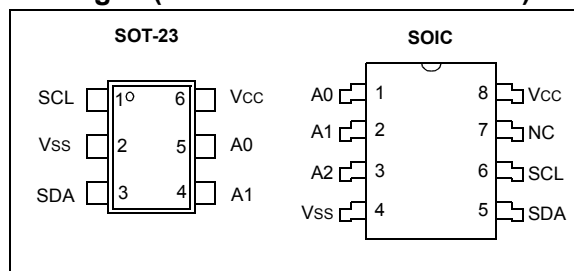 SOT-23
SCL 1 6 VCC
VSS 2 5 A0
SDA 3 4 A1
SOIC
A0 1 8 VCC
A1 2 7 NC
A2 3 6 SCL
VSS 4 5 SDA